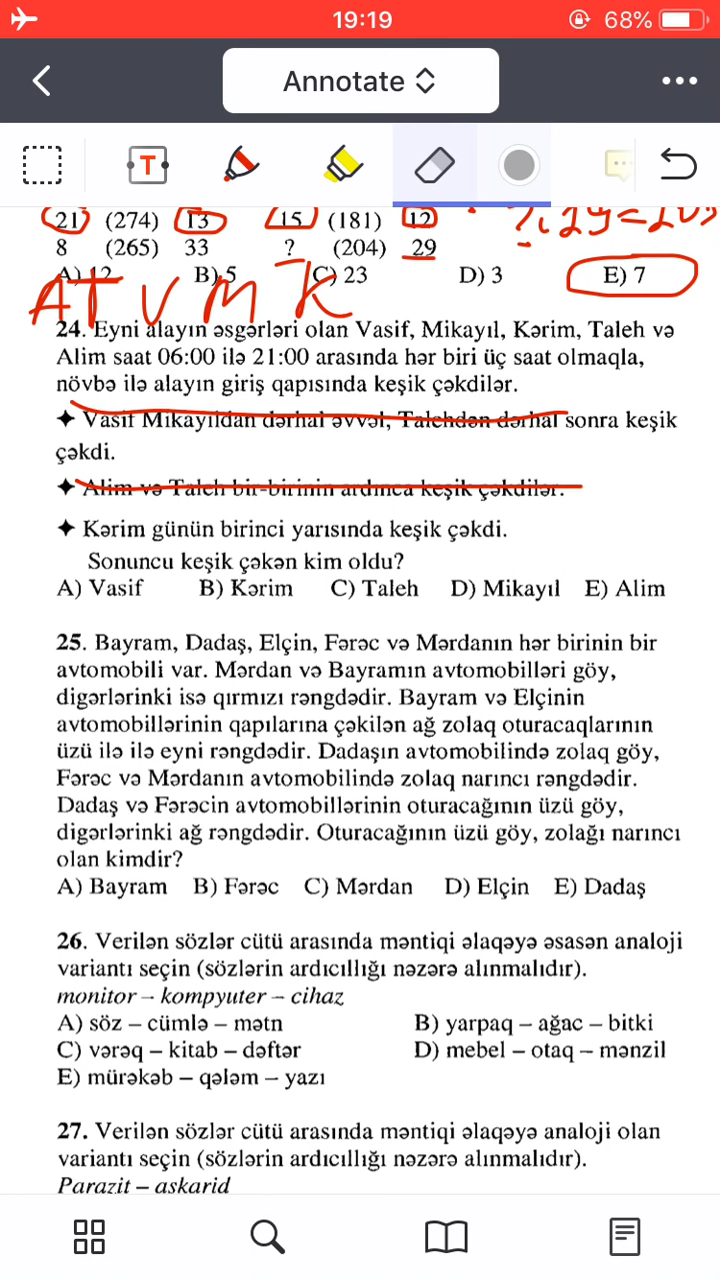 19:19
68%
Annotate
T
21 (274) 13 15 (181) 12
8 (265) 33 ? (204) 29
A) 12 B) 5 C) 23 D) 3 E) 7
A T V M K
24. Eyni alayın əsgərləri olan Vasif, Mikayıl, Kərim, Taleh və
Alim saat 06:00 ilə 21:00 arasında hər biri üç saat olmaqla,
növbə ilə alayın giriş qapısında keşik çəkdilər.
✦ Vasif Mikayıldan dərhal əvvəl, Talehdən dərhal sonra keşik
çəkdi.
✦ Alim və Taleh bir-birinin ardınca keşik çəkdilər.
✦ Kərim günün birinci yarısında keşik çəkdi.
Sonuncu keşik çəkən kim oldu?
A) Vasif B) Kərim C) Taleh D) Mikayıl E) Alim
25. Bayram, Dadaş, Elçin, Fərəc və Mərdanın hər birinin bir
avtomobili var. Mərdan və Bayramın avtomobilləri göy,
digərlərinki isə qırmızı rəngdədir. Bayram və Elçinin
avtomobillərinin qapılarına çəkilən ağ zolaq oturacaqlarının
üzü ilə ilə eyni rəngdədir. Dadaşın avtomobilində zolaq göy,
Fərəc və Mərdanın avtomobilində zolaq narıncı rəngdədir.
Dadaş və Fərəcin avtomobillərinin oturacağının üzü göy,
digərlərinki ağ rəngdədir. Oturacağının üzü göy, zolağı narıncı
olan kimdir?
A) Bayram B) Fərəc C) Mərdan D) Elçin E) Dadaş
26. Verilən sözlər cütü arasında məntiqi əlaqəyə əsasən analoji
variantı seçin (sözlərin ardıcıllığı nəzərə alınmalıdır).
monitor – kompyuter – cihaz
A) söz – cümlə – mətn B) yarpaq – ağac – bitki
C) vərəq – kitab – dəftər D) mebel – otaq – mənzil
E) mürəkəb – qələm – yazı
27. Verilən sözlər cütü arasında məntiqi əlaqəyə analoji olan
variantı seçin (sözlərin ardıcıllığı nəzərə alınmalıdır).
Parazit – askarid